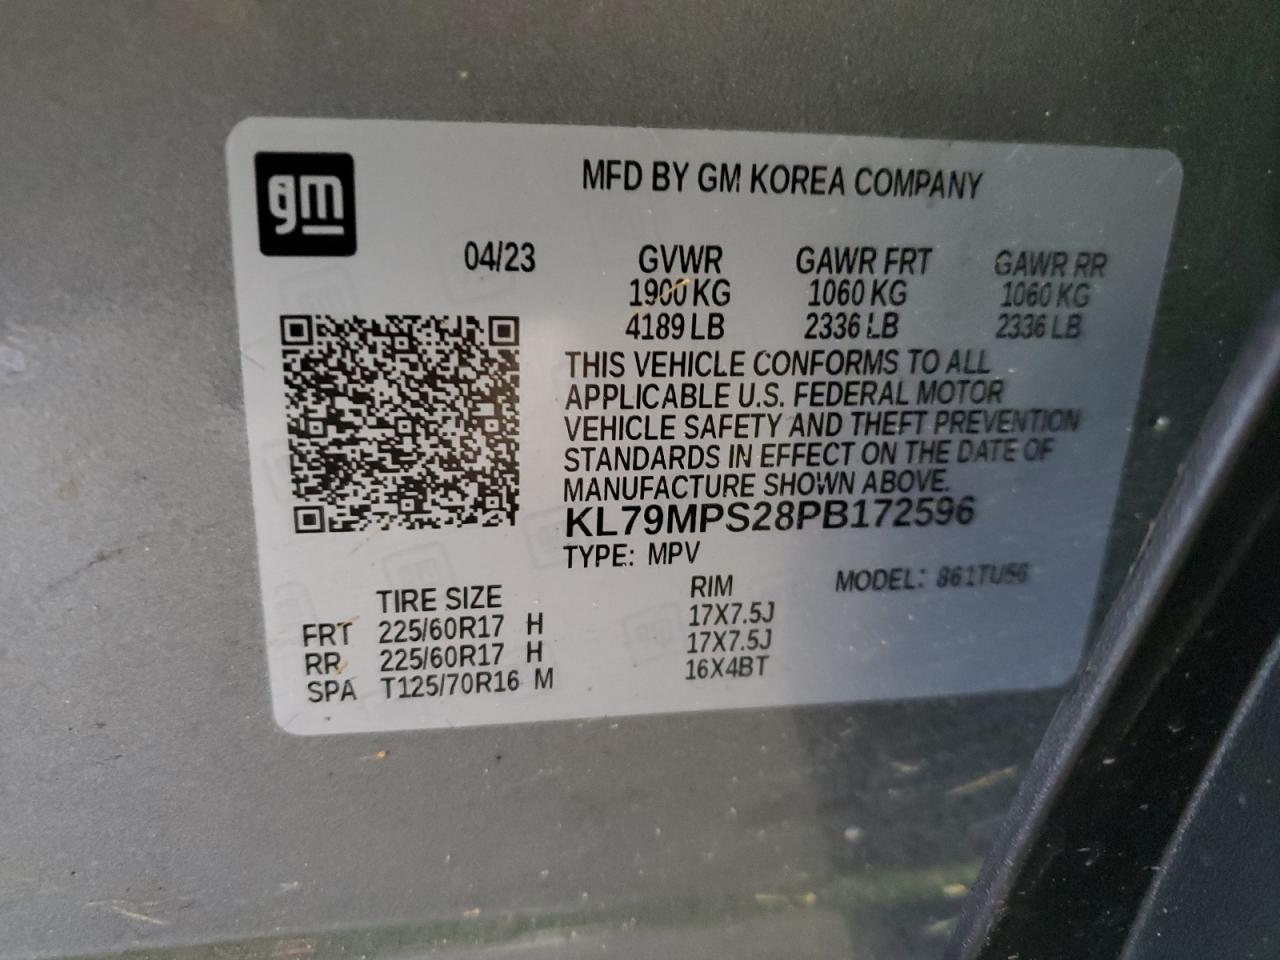 gm
MFD BY GM KOREA COMPANY
04/23 GVWR GAWR FRT GAWR RR
1900 KG 1060 KG 1060 KG
4189 LB 2336 LB 2336 LB
THIS VEHICLE CONFORMS TO ALL
APPLICABLE U.S. FEDERAL MOTOR
VEHICLE SAFETY AND THEFT PREVENTION
STANDARDS IN EFFECT ON THE DATE OF
MANUFACTURE SHOWN ABOVE.
KL79MPS28PB172596
TYPE: MPV MODEL: 861TU56
TIRE SIZE RIM
FRT 225/60R17 H 17X7.5J
RR 225/60R17 H 17X7.5J
SPA T125/70R16 M 16X4BT